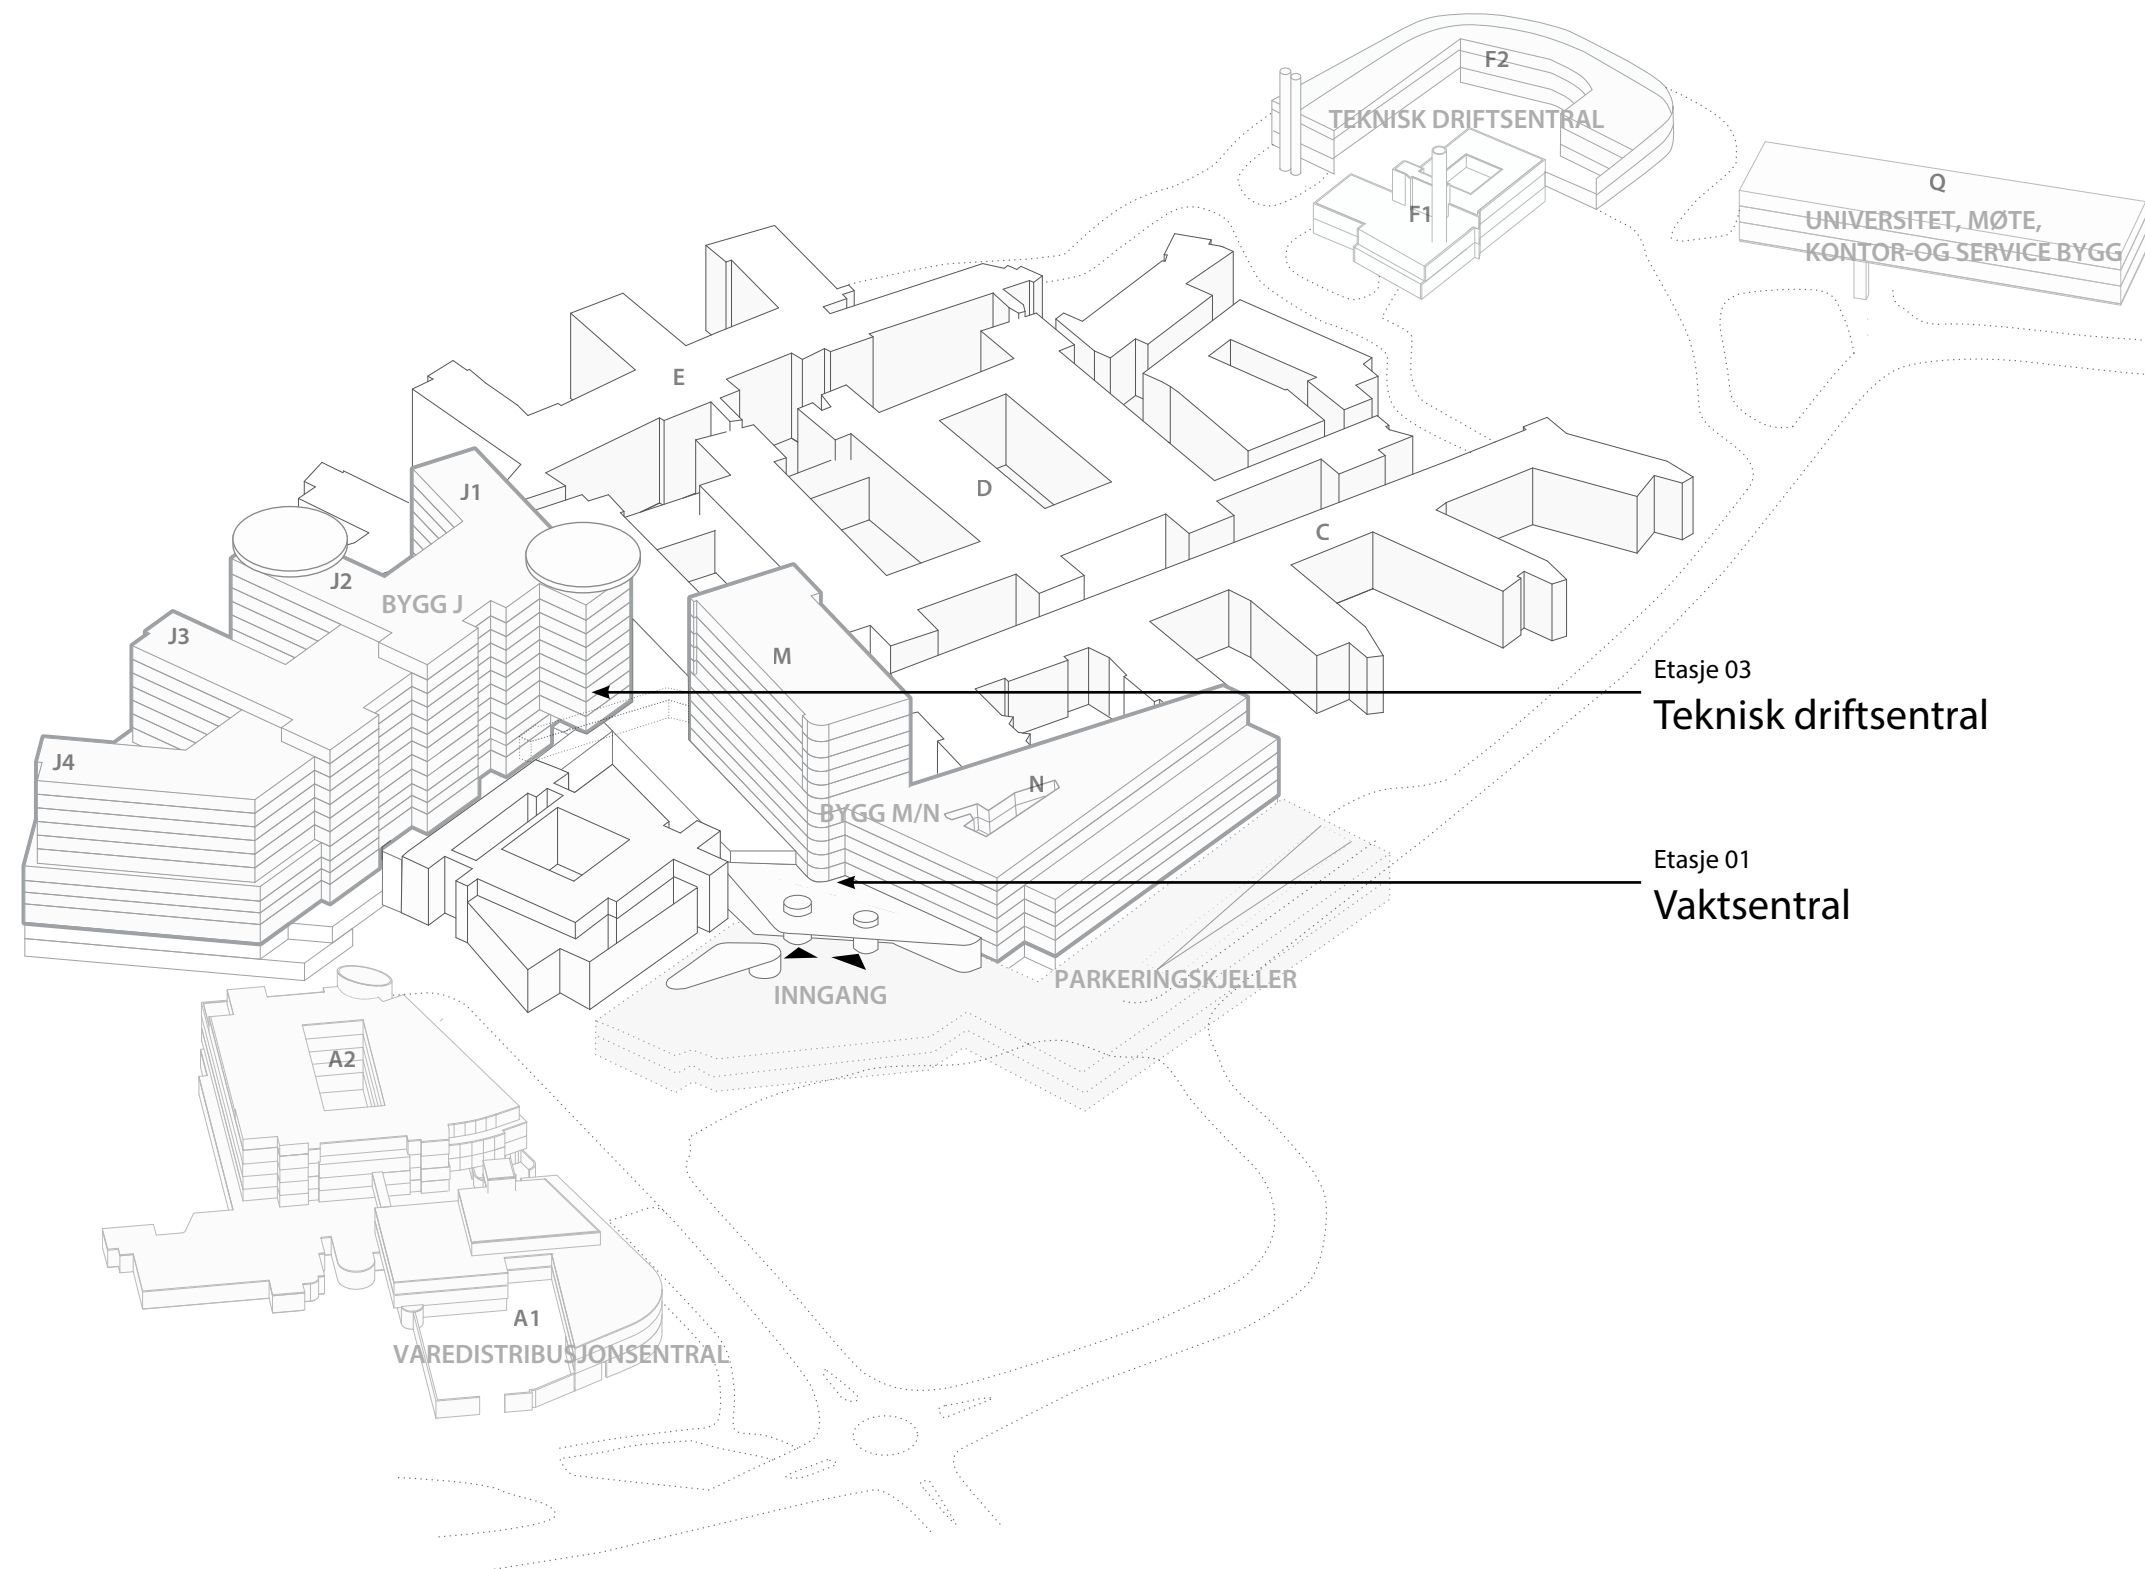 F2
TEKNISK DRIFTSENTRAL
F1
Q
UNIVERSITET, MØTE,
KONTOR-OG SERVICE BYGG
E
D
C
J1
J2
BYGG J
J3
M
J4
N
BYGG M/N
Etasje 03
Teknisk driftsentral
Etasje 01
Vaktsentral
INNGANG
PARKERINGSKJELLER
A2
A1
VAREDISTRIBUSJONSENTRAL